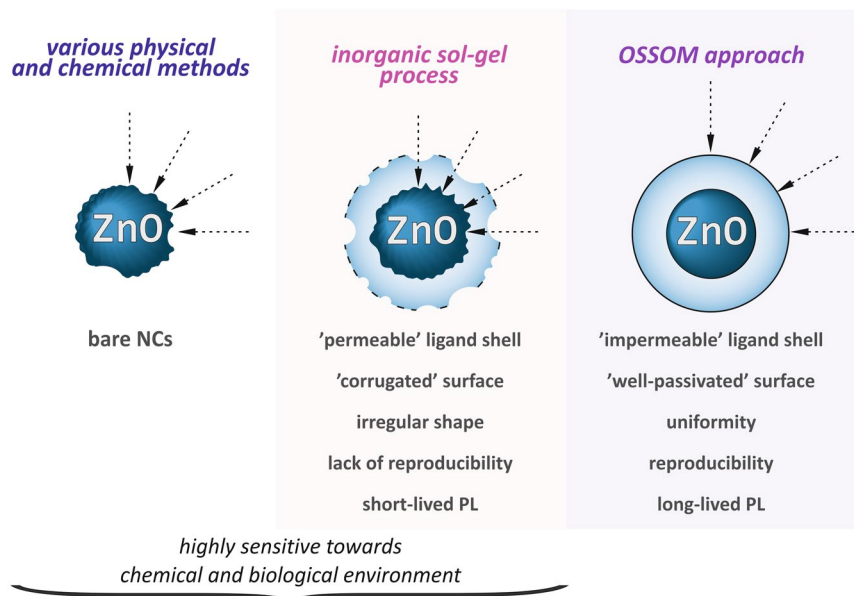 various physical
and chemical methods
ZnO
bare NCs
inorganic sol-gel
process
ZnO
’permeable’ ligand shell
’corrugated’ surface
irregular shape
lack of reproducibility
short-lived PL
OSSOM approach
ZnO
’impermeable’ ligand shell
’well-passivated’ surface
uniformity
reproducibility
long-lived PL
highly sensitive towards
chemical and biological environment